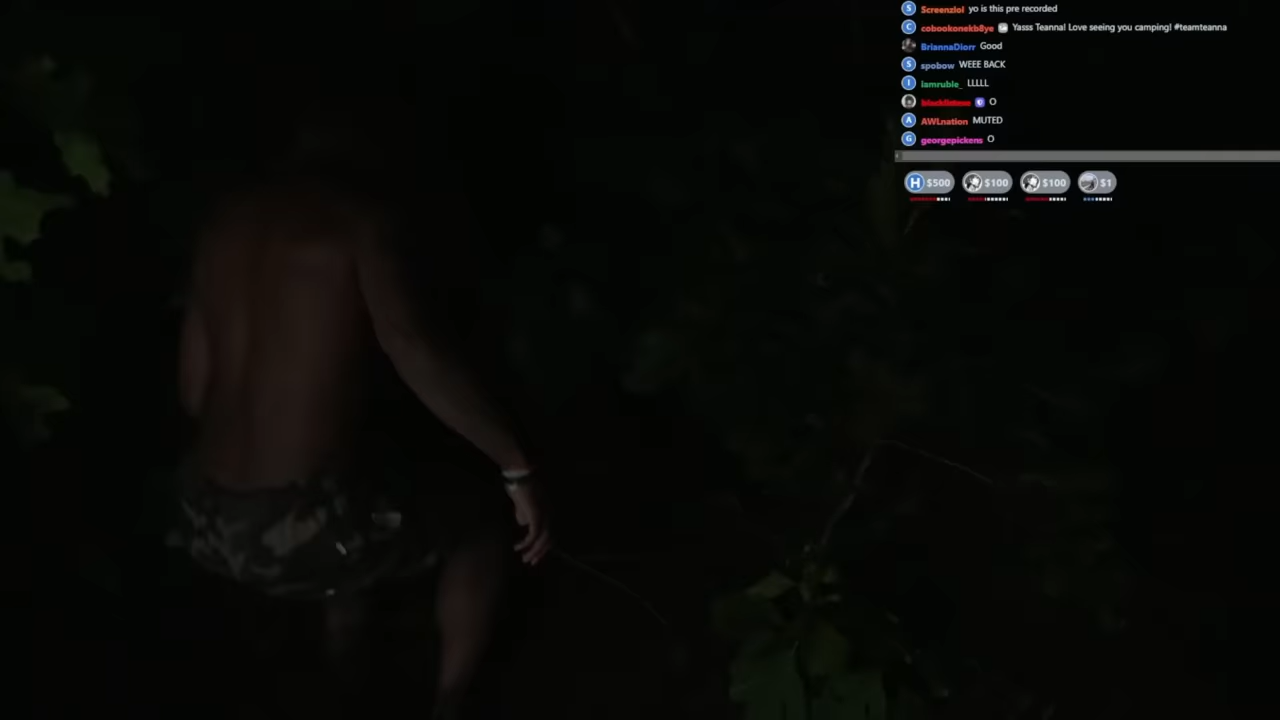 S Screenzlol yo is this pre recorded
C cobookonekb8ye Yasss Teanna! Love seeing you camping! #teamteanna
BriannaDiorr Good
S spobow WEEE BACK
I iamruble_ LLLLL
O
A AWLnation MUTED
G georgepickens O
H $500 $100 $100 $1